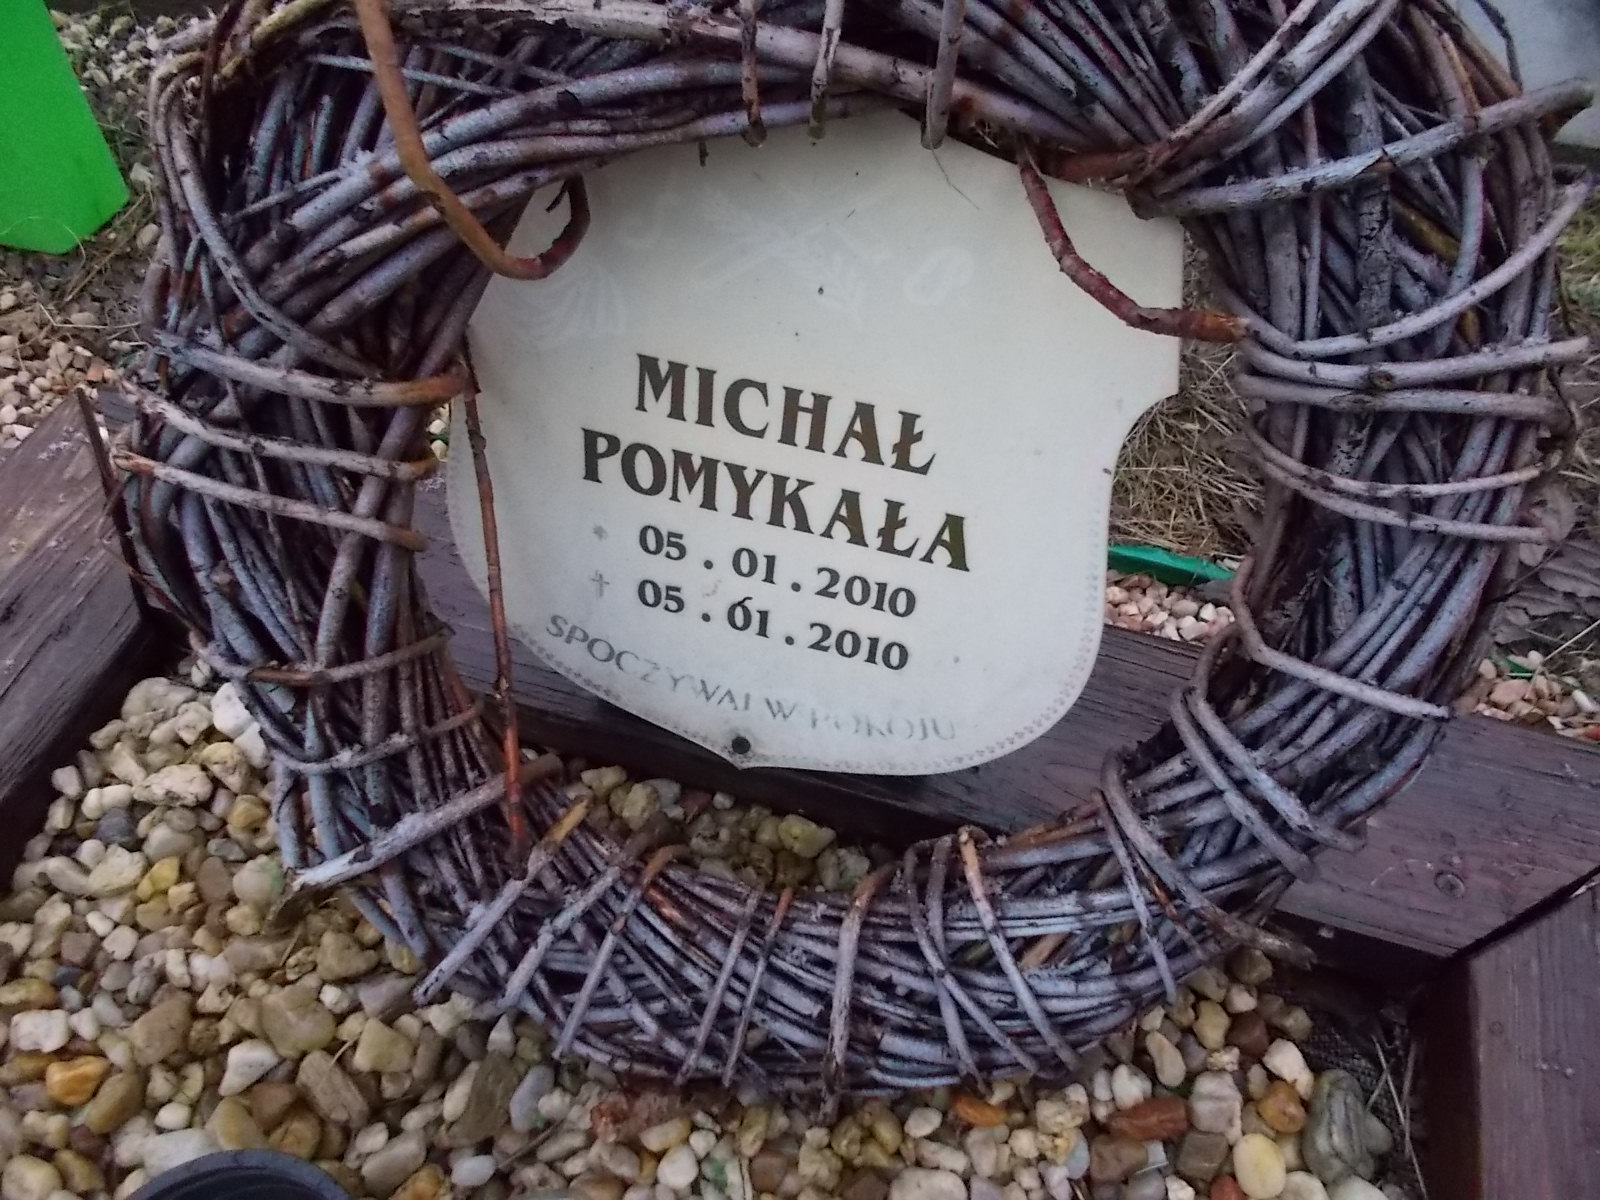 MICHAŁ
POMYKAŁA
* 05 . 01 . 2010
† 05 . 01 . 2010
SPOCZYWAJ W POKOJU